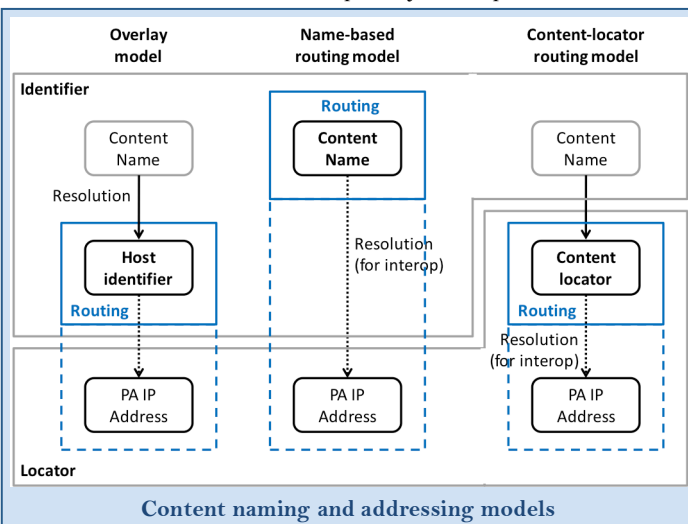 Overlay
model
Name-based
routing model
Content-locator
routing model
Identifier
Routing
Content
Name
Content
Name
Content
Name
Resolution
Resolution
(for interop)
Host
identifier
Routing
Content
locator
Routing
Resolution
(for interop)
PA IP
Address
PA IP
Address
PA IP
Address
Locator
Content naming and addressing models